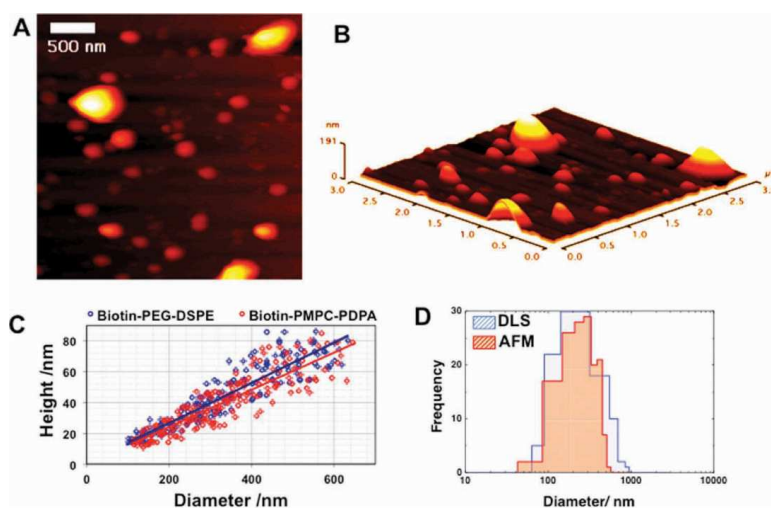 A
500 nm
B
nm
191
0
3.0
2.5
2.0
1.5
1.0
0.5
0.0
0.0
0.5
1.0
1.5
2.0
2.5
3.
μ
C
Biotin-PEG-DSPE Biotin-PMPC-PDPA
Height /nm
80
60
40
20
0
0 200 400 600
Diameter /nm
D
DLS
AFM
Frequency
30
20
10
0
10 100 1000 10000
Diameter/ nm